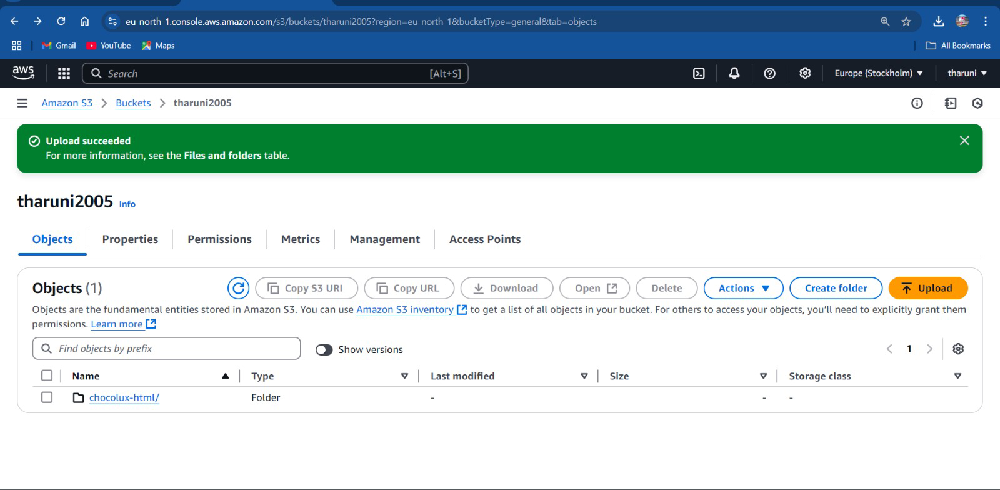 eu-north-1.console.aws.amazon.com/s3/buckets/tharuni2005?region=eu-north-1&bucketType=general&tab=objects
Gmail YouTube Maps All Bookmarks
aws Search [Alt+S] Europe (Stockholm) tharuni
Amazon S3 Buckets tharuni2005
Upload succeeded
For more information, see the Files and folders table.
tharuni2005 Info
Objects Properties Permissions Metrics Management Access Points
Objects (1) Copy S3 URI Copy URL Download Open Delete Actions Create folder Upload
Objects are the fundamental entities stored in Amazon S3. You can use Amazon S3 inventory to get a list of all objects in your bucket. For others to access your objects, you’ll need to explicitly grant them
permissions. Learn more
Find objects by prefix Show versions 1
Name Type Last modified Size Storage class
chocolux-html/ Folder - - -